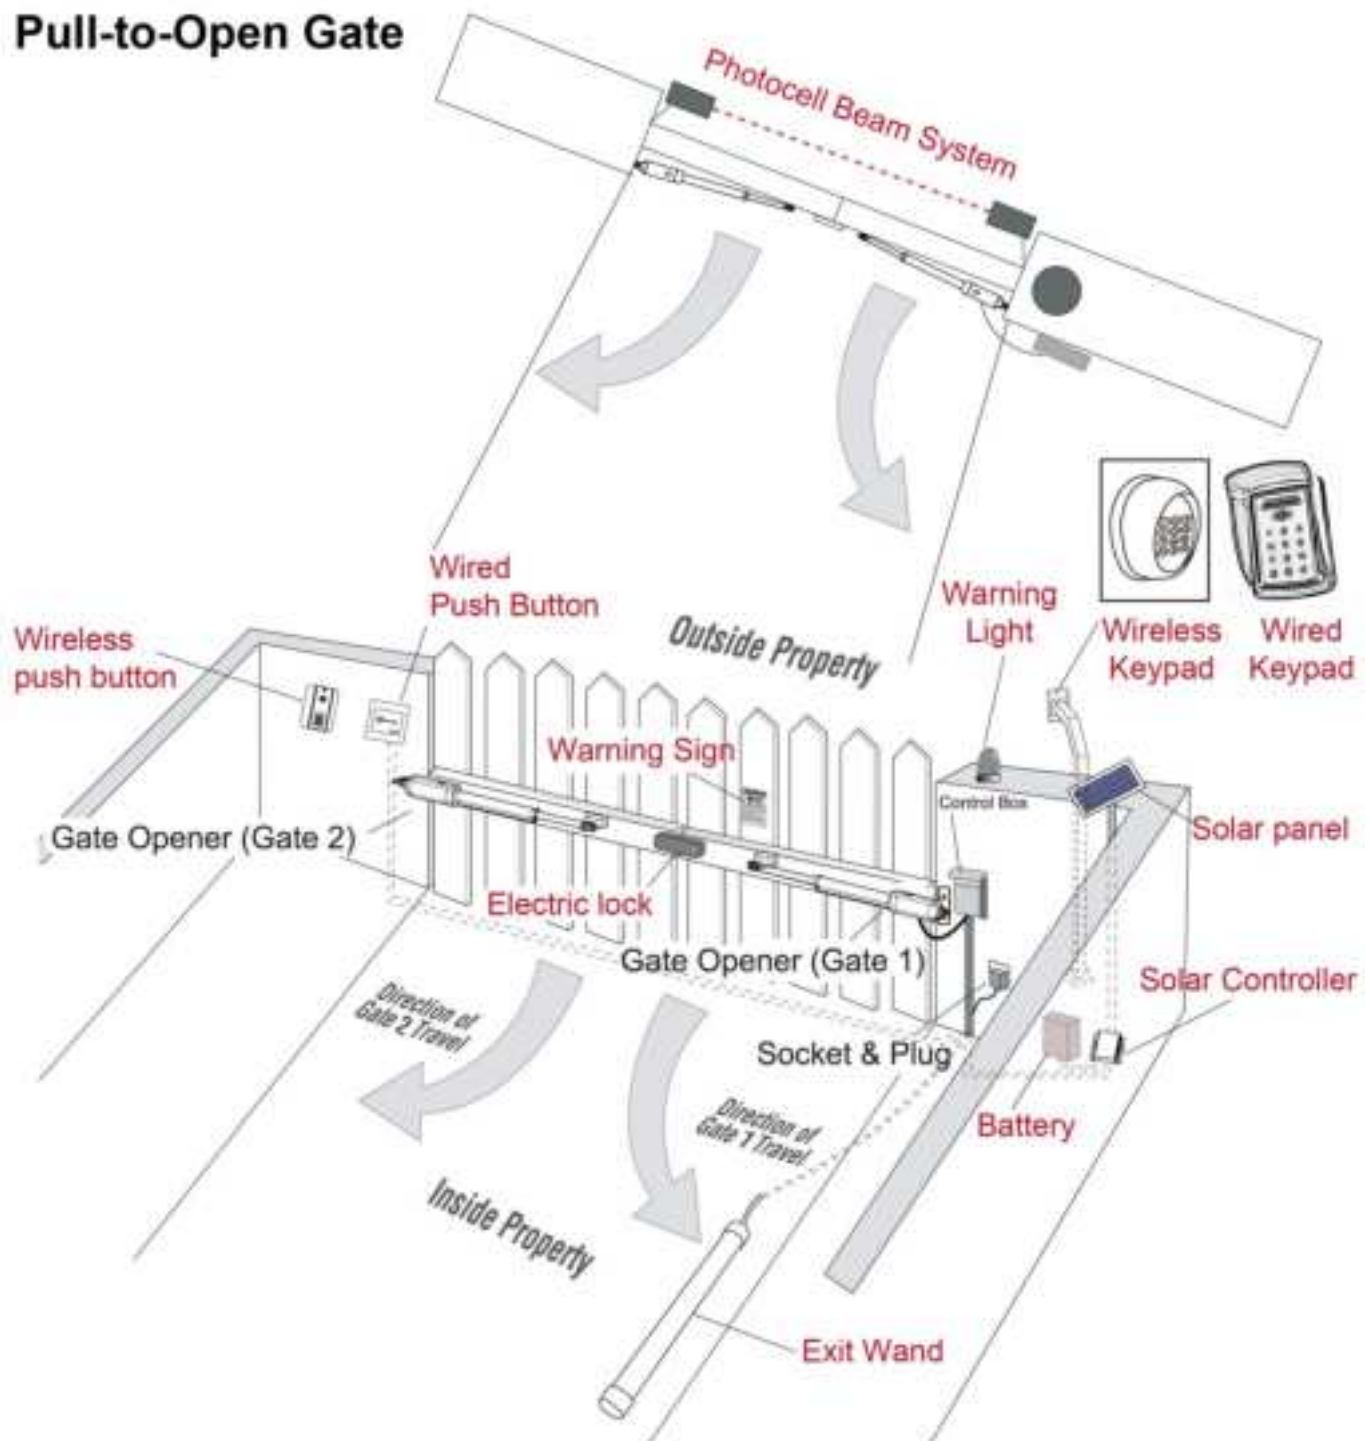 Pull-to-Open Gate
Photocell Beam System
Wired
Push Button
Wireless
push button
Outside Property
Warning
Light
Wireless
Keypad
Wired
Keypad
Warning Sign
Control Box
Solar panel
Gate Opener (Gate 2)
Electric lock
Gate Opener (Gate 1)
Solar Controller
Direction of
Gate 2 Travel
Socket & Plug
Battery
Direction of
Gate 1 Travel
Inside Property
Exit Wand